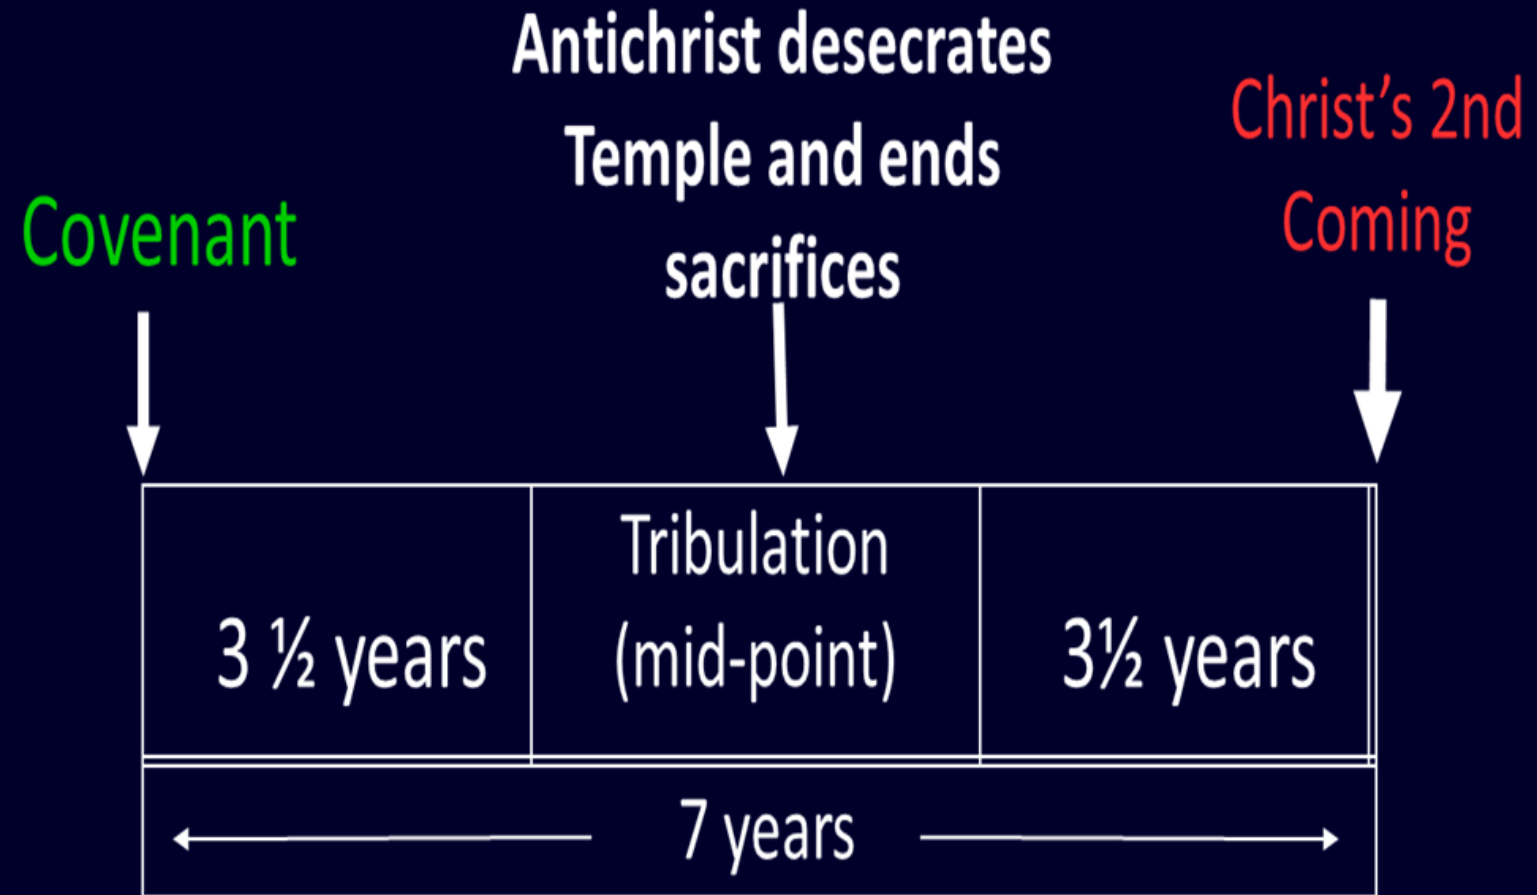 Antichrist desecrates
Temple and ends
sacrifices
Christ’s 2nd
Coming
Covenant
3 ½ years
Tribulation
(mid-point)
3½ years
7 years